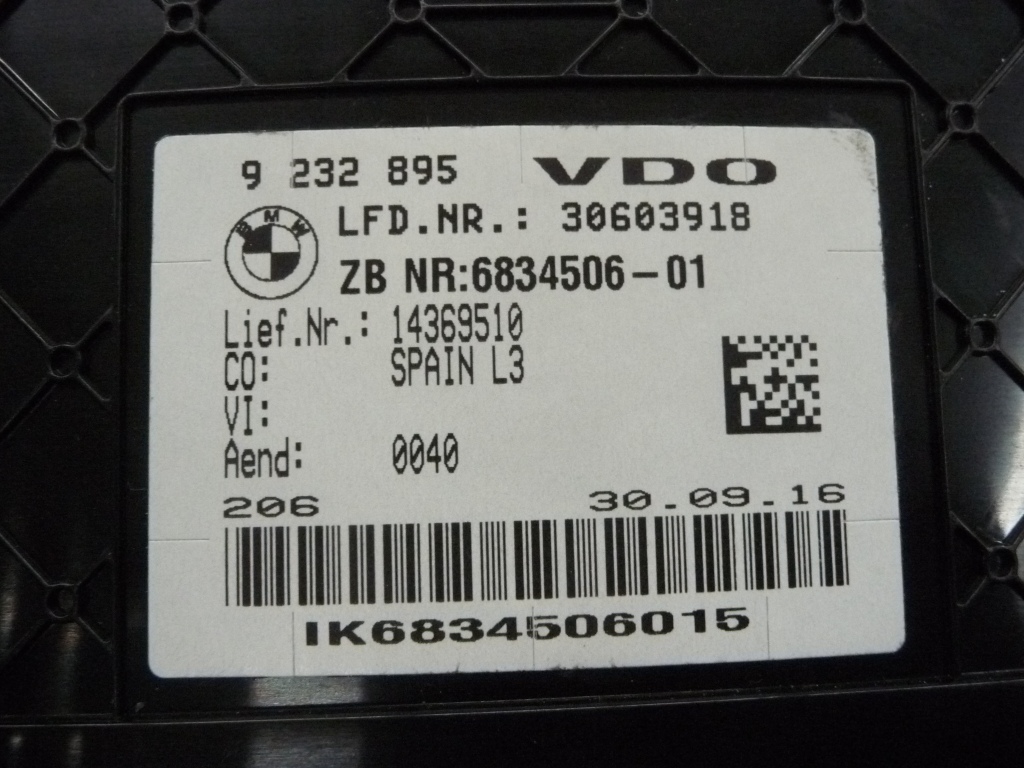 9 232 895 VDO
BMW
LFD.NR.: 30603918
ZB NR:6834506-01
Lief.Nr.: 14369510
CO: SPAIN L3
VI:
Aend: 0040
206 30.09.16
IK6834506015